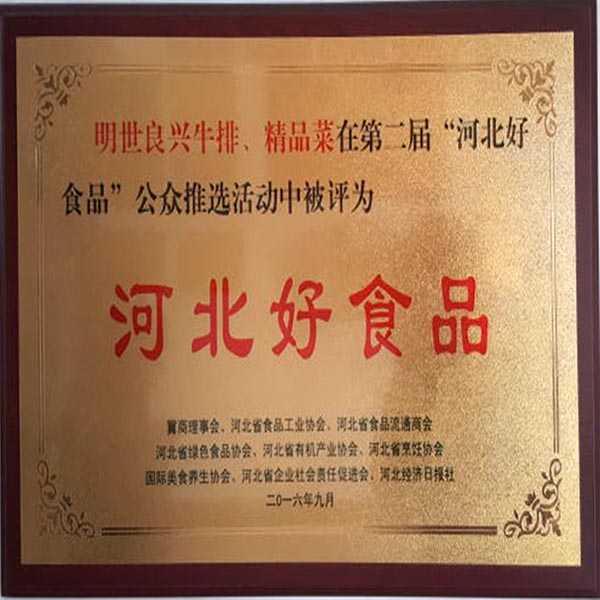 明世良兴牛排、精品菜在第二届“河北好
食品”公众推选活动中被评为
河北好食品
冀商理事会、河北省食品工业协会、河北省食品流通商会
河北省绿色食品协会、河北省有机产业协会、河北省烹饪协会
国际美食养生协会、河北省企业社会责任促进会、河北经济日报社
二O一六年九月